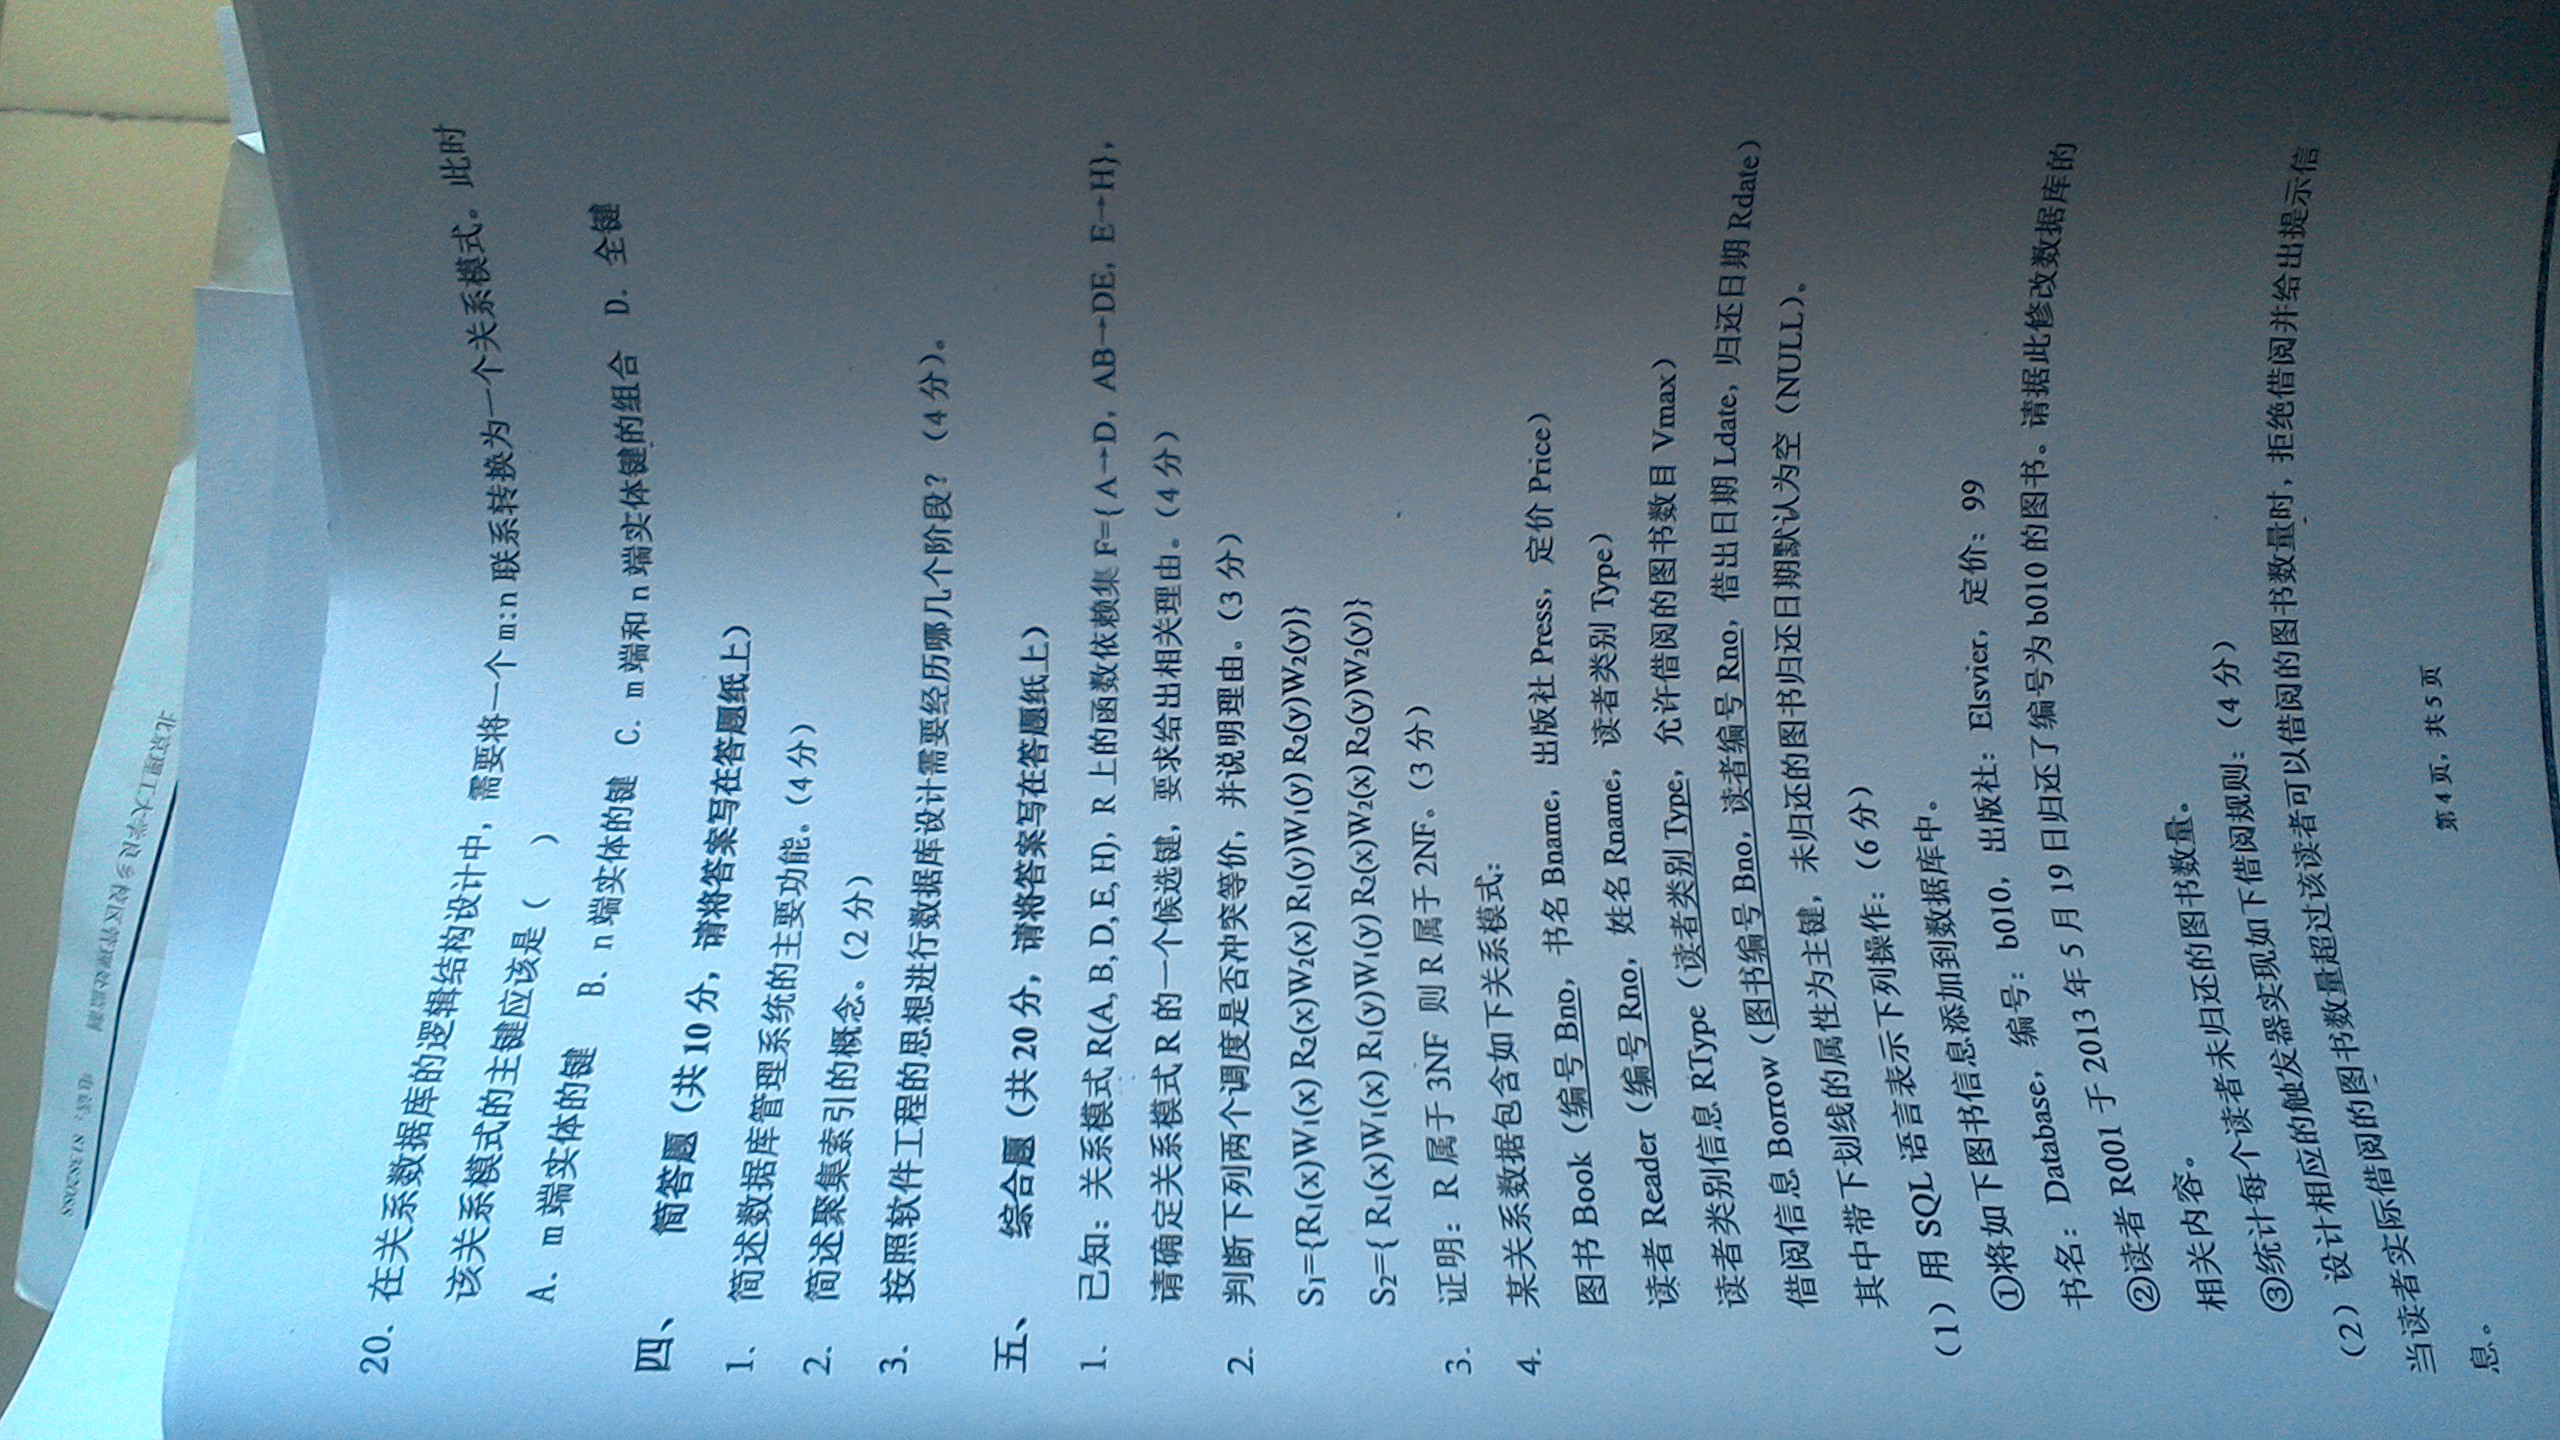 北京理工大学良乡校区管理处监制 电话：81382088
20. 在关系数据库的逻辑结构设计中，需要将一个 m:n 联系转换为一个关系模式。此时
该关系模式的主键应该是（ ）
A. m 端实体的键 B. n 端实体的键 C. m 端和 n 端实体键的组合 D. 全键
四、 简答题（共 10 分，请将答案写在答题纸上）
1. 简述数据库管理系统的主要功能。（4 分）
2. 简述聚集索引的概念。（2 分）
3. 按照软件工程的思想进行数据库设计需要经历哪几个阶段？（4 分）。
五、 综合题（共 20 分，请将答案写在答题纸上）
1. 已知：关系模式 R(A, B, D, E, H)，R 上的函数依赖集 F={ A→D，AB→DE，E→H}，
请确定关系模式 R 的一个候选键，要求给出相关理由。（4 分）
2. 判断下列两个调度是否冲突等价，并说明理由。（3 分）
S₁={R₁(x)W₁(x) R₂(x)W₂(x) R₁(y)W₁(y) R₂(y)W₂(y)}
S₂={ R₁(x)W₁(x) R₁(y)W₁(y) R₂(x)W₂(x) R₂(y)W₂(y)}
3. 证明：R 属于 3NF 则 R 属于 2NF。（3 分）
4. 某关系数据包含如下关系模式：
图书 Book（编号 Bno，书名 Bname，出版社 Press，定价 Price）
读者 Reader（编号 Rno，姓名 Rname，读者类别 Type）
读者类别信息 RType（读者类别 Type，允许借阅的图书数目 Vmax）
借阅信息 Borrow（图书编号 Bno，读者编号 Rno，借出日期 Ldate，归还日期 Rdate）
其中带下划线的属性为主键，未归还的图书归还日期默认为空（NULL）。
（1）用 SQL 语言表示下列操作：（6 分）
①将如下图书信息添加到数据库中。
书名：Database，编号：b010，出版社：Elsvier，定价：99
②读者 R001 于 2013 年 5 月 19 日归还了编号为 b010 的图书。请据此修改数据库的
相关内容。
③统计每个读者未归还的图书数量。
（2）设计相应的触发器实现如下借阅规则：（4 分）
当读者实际借阅的图书数量超过该读者可以借阅的图书数量时，拒绝借阅并给出提示信
息。
第 4 页，共 5 页